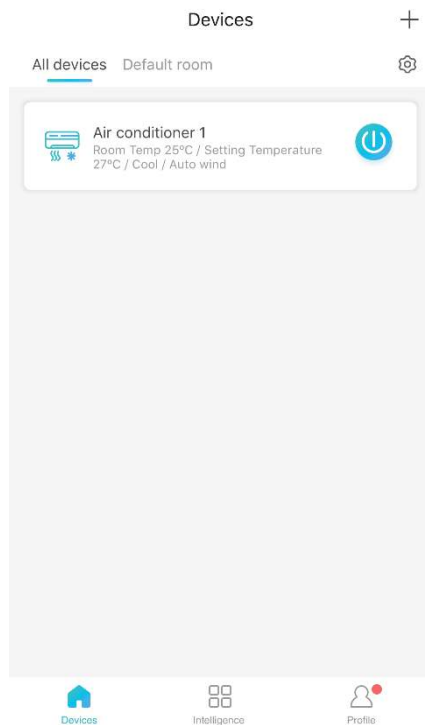 Devices
All devices Default room
Air conditioner 1
Room Temp 25℃ / Setting Temperature
27℃ / Cool / Auto wind
Devices Intelligence Profile